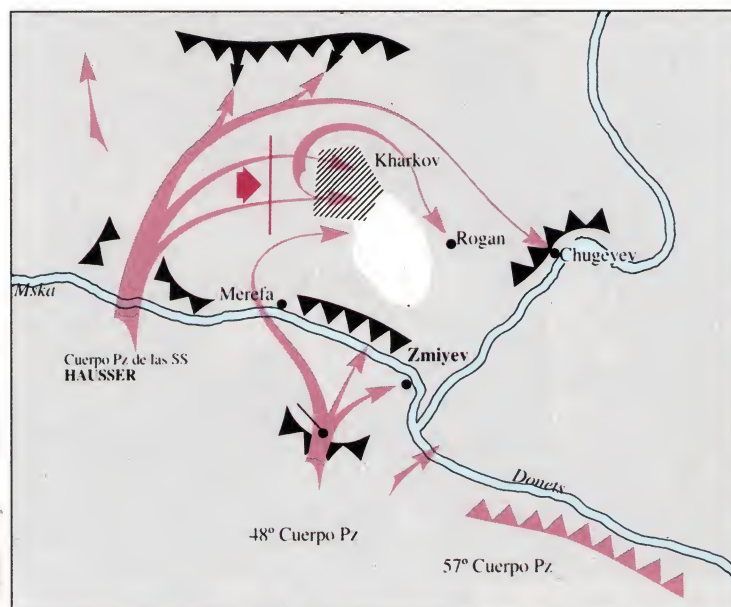 Kharkov
Rogan
Chugeyev
Mska
Merefa
Zmiyev
Cuerpo Pz de las SS
HAUSSER
Donets
48º Cuerpo Pz
57º Cuerpo Pz